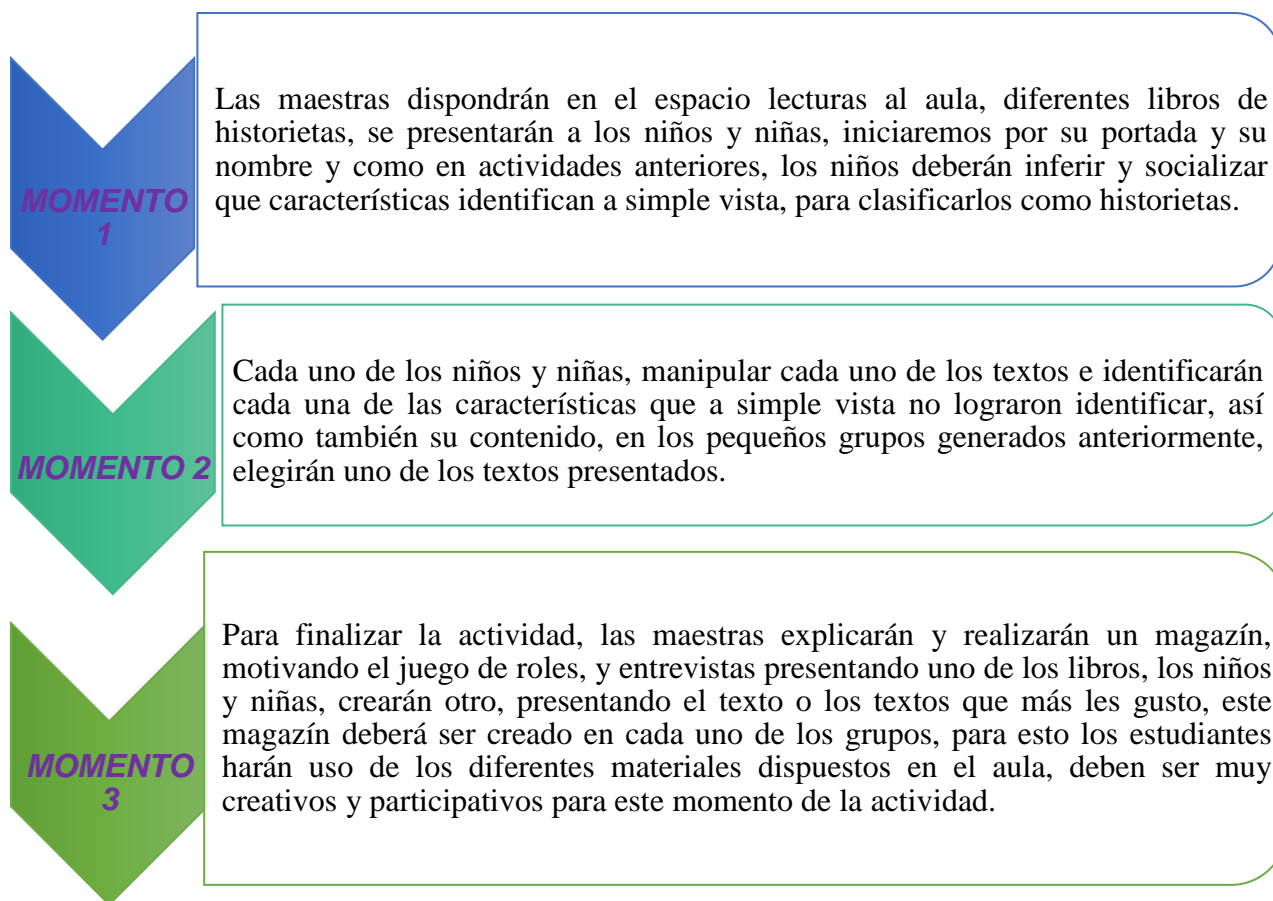 MOMENTO
1
Las maestras dispondrán en el espacio lecturas al aula, diferentes libros de
historietas, se presentarán a los niños y niñas, iniciaremos por su portada y su
nombre y como en actividades anteriores, los niños deberán inferir y socializar
que características identifican a simple vista, para clasificarlos como historietas.
MOMENTO 2
Cada uno de los niños y niñas, manipular cada uno de los textos e identificarán
cada una de las características que a simple vista no lograron identificar, así
como también su contenido, en los pequeños grupos generados anteriormente,
elegirán uno de los textos presentados.
MOMENTO
3
Para finalizar la actividad, las maestras explicarán y realizarán un magazín,
motivando el juego de roles, y entrevistas presentando uno de los libros, los niños
y niñas, crearán otro, presentando el texto o los textos que más les gusto, este
magazín deberá ser creado en cada uno de los grupos, para esto los estudiantes
harán uso de los diferentes materiales dispuestos en el aula, deben ser muy
creativos y participativos para este momento de la actividad.